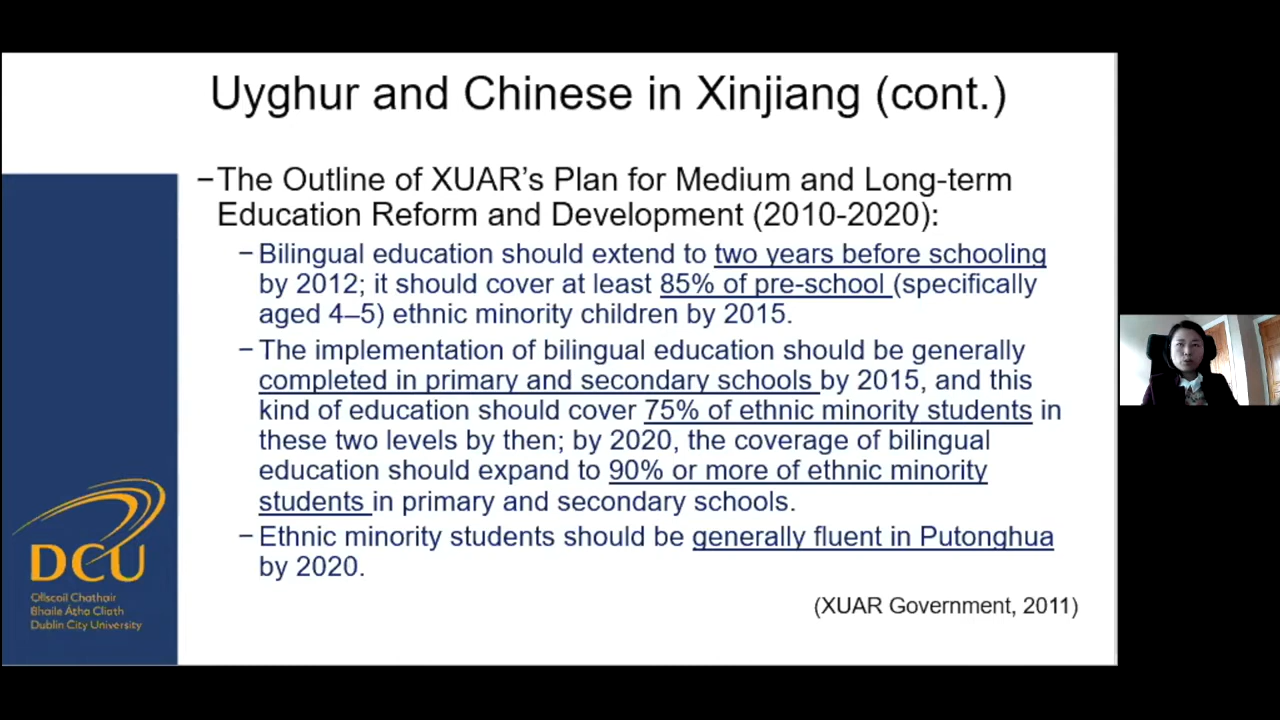 Uyghur and Chinese in Xinjiang (cont.)
–The Outline of XUAR's Plan for Medium and Long-term
Education Reform and Development (2010-2020):
–Bilingual education should extend to two years before schooling
by 2012; it should cover at least 85% of pre-school (specifically
aged 4–5) ethnic minority children by 2015.
–The implementation of bilingual education should be generally
completed in primary and secondary schools by 2015, and this
kind of education should cover 75% of ethnic minority students in
these two levels by then; by 2020, the coverage of bilingual
education should expand to 90% or more of ethnic minority
students in primary and secondary schools.
–Ethnic minority students should be generally fluent in Putonghua
by 2020.
(XUAR Government, 2011)
DCU
Ollscoil Chathair
Bhaile Átha Cliath
Dublin City University